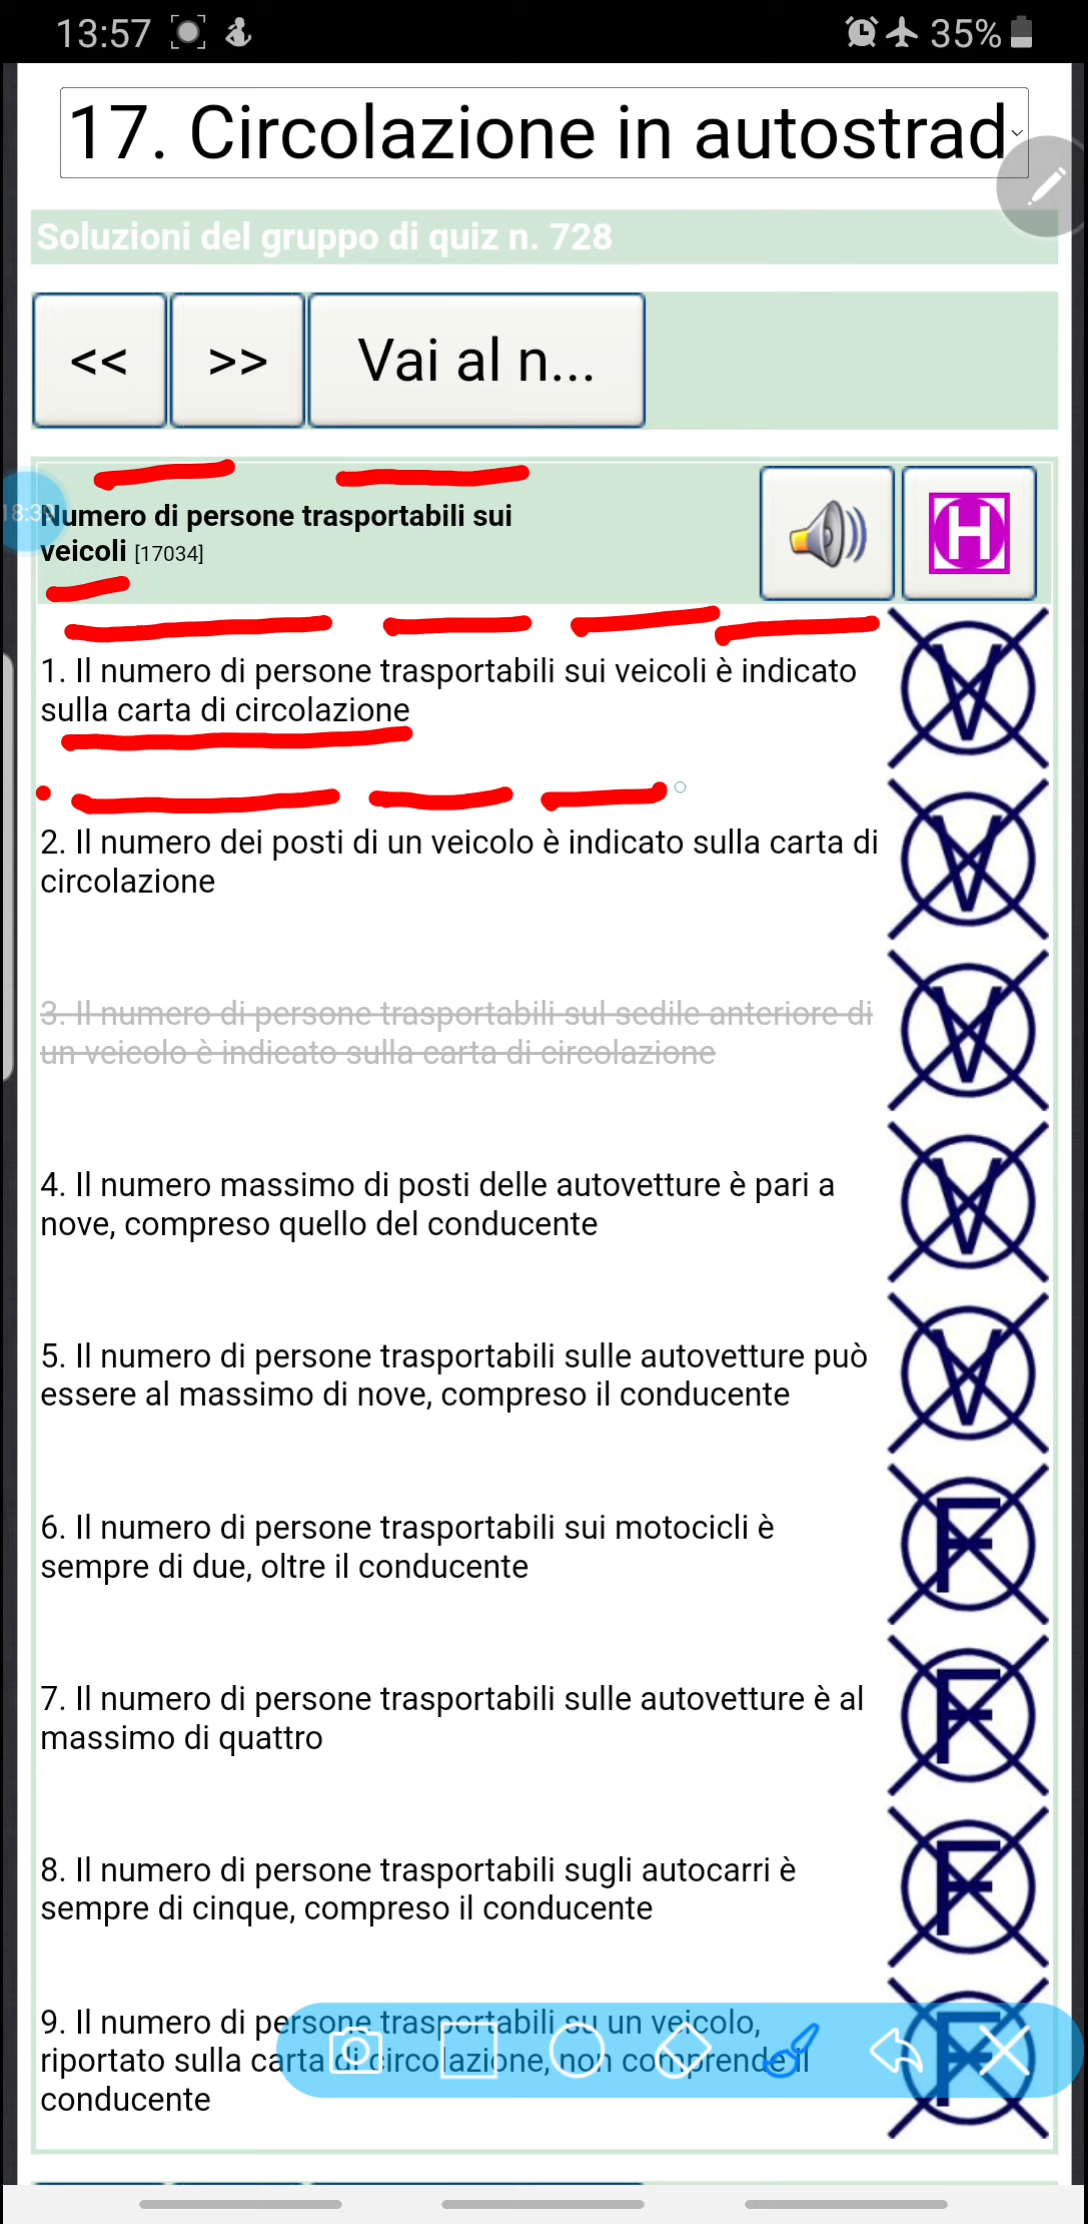 13:57
35%
17. Circolazione in autostrad
Soluzioni del gruppo di quiz n. 728
<< >> Vai al n...
Numero di persone trasportabili sui
veicoli [17034]
H
1. Il numero di persone trasportabili sui veicoli è indicato
sulla carta di circolazione
V
2. Il numero dei posti di un veicolo è indicato sulla carta di
circolazione
V
3. Il numero di persone trasportabili sul sedile anteriore di
un veicolo è indicato sulla carta di circolazione
V
4. Il numero massimo di posti delle autovetture è pari a
nove, compreso quello del conducente
V
5. Il numero di persone trasportabili sulle autovetture può
essere al massimo di nove, compreso il conducente
V
6. Il numero di persone trasportabili sui motocicli è
sempre di due, oltre il conducente
F
7. Il numero di persone trasportabili sulle autovetture è al
massimo di quattro
F
8. Il numero di persone trasportabili sugli autocarri è
sempre di cinque, compreso il conducente
F
9. Il numero di persone trasportabili su un veicolo,
riportato sulla carta di circolazione, non comprende il
conducente
F